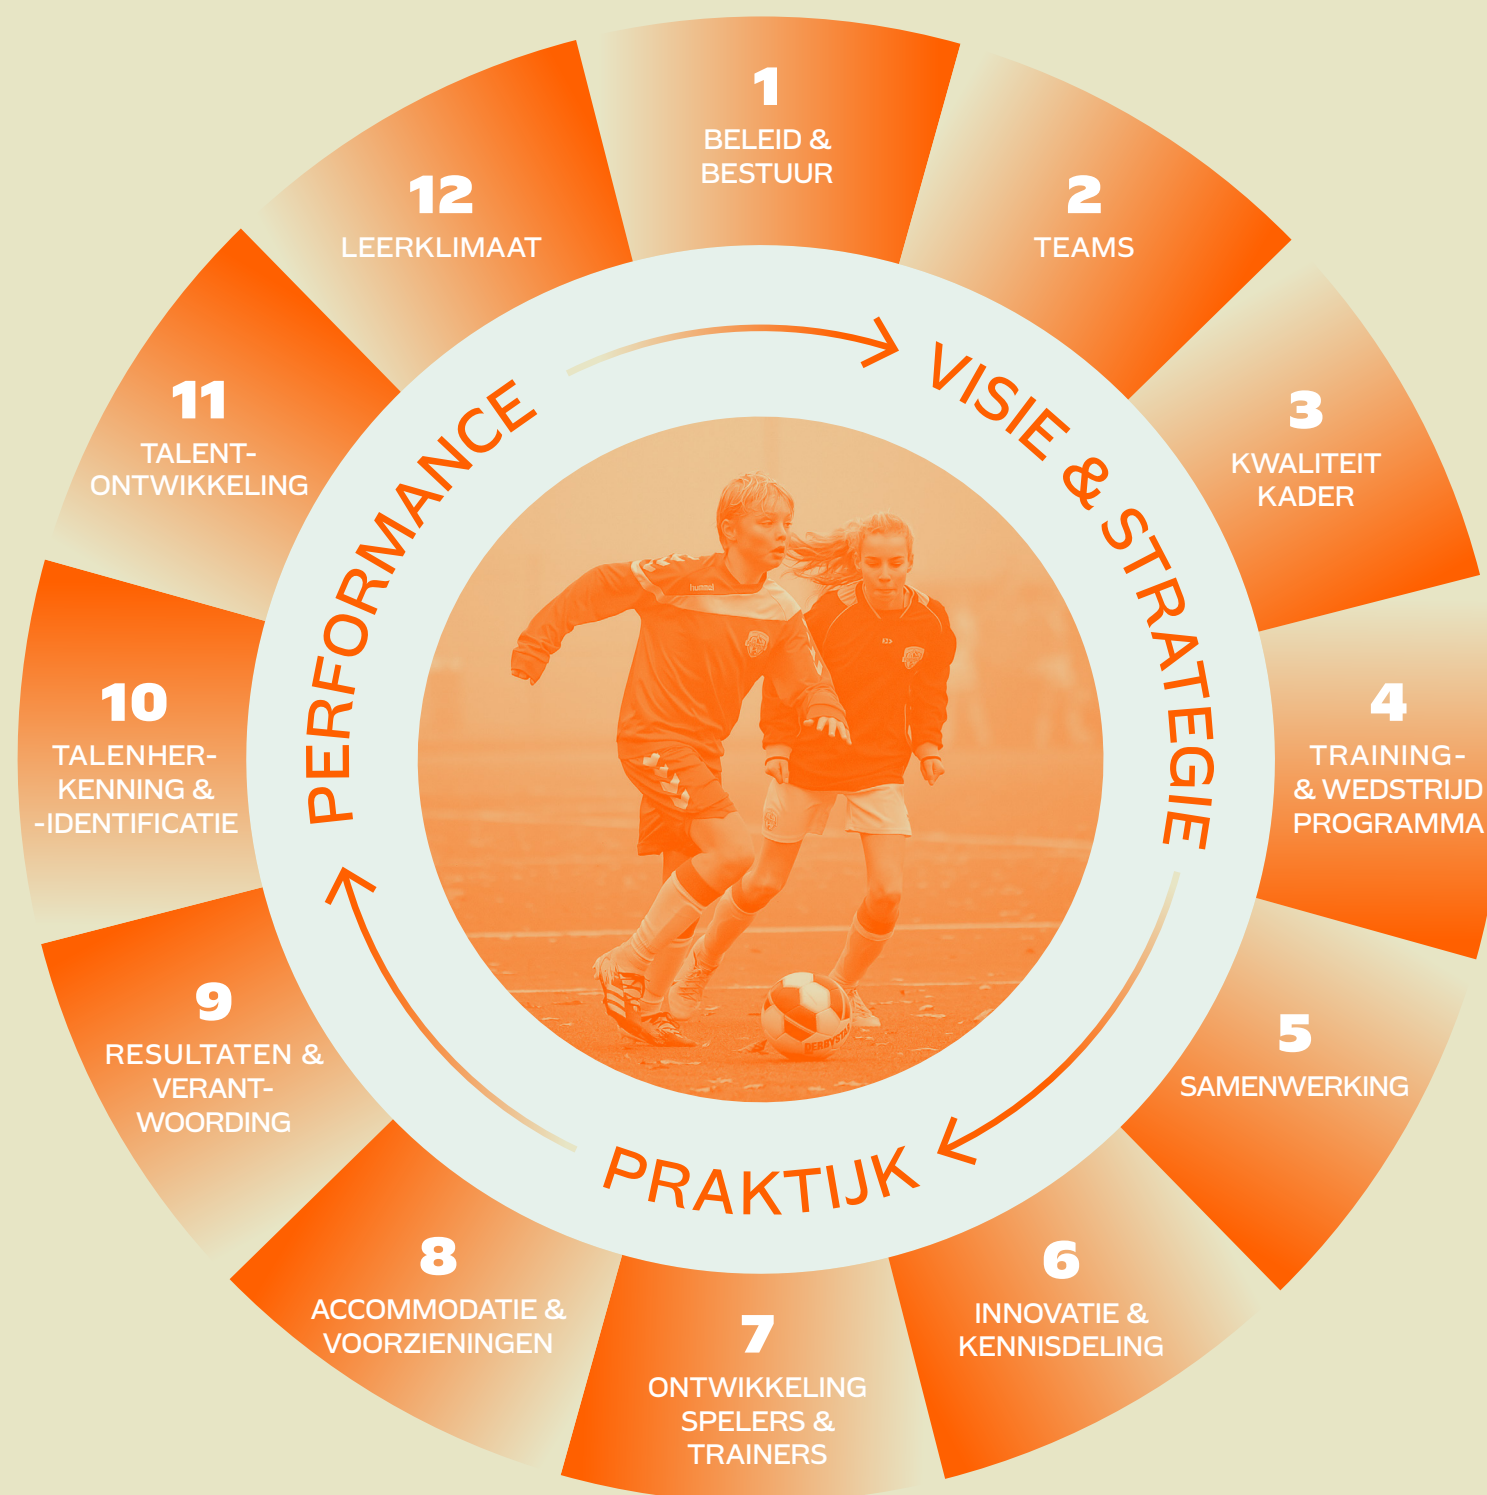 1
BELEID &
BESTUUR
2
TEAMS
3
KWALITEIT
KADER
4
TRAINING-
& WEDSTRIJD
PROGRAMMA
5
SAMENWERKING
6
INNOVATIE &
KENNISDELING
7
ONTWIKKELING
SPELERS &
TRAINERS
8
ACCOMMODATIE &
VOORZIENINGEN
9
RESULTATEN &
VERANT-
WOORDING
10
TALENHER-
KENNING &
-IDENTIFICATIE
11
TALENT-
ONTWIKKELING
12
LEERKLIMAAT
VISIE & STRATEGIE
PRAKTIJK
PERFORMANCE
hummel